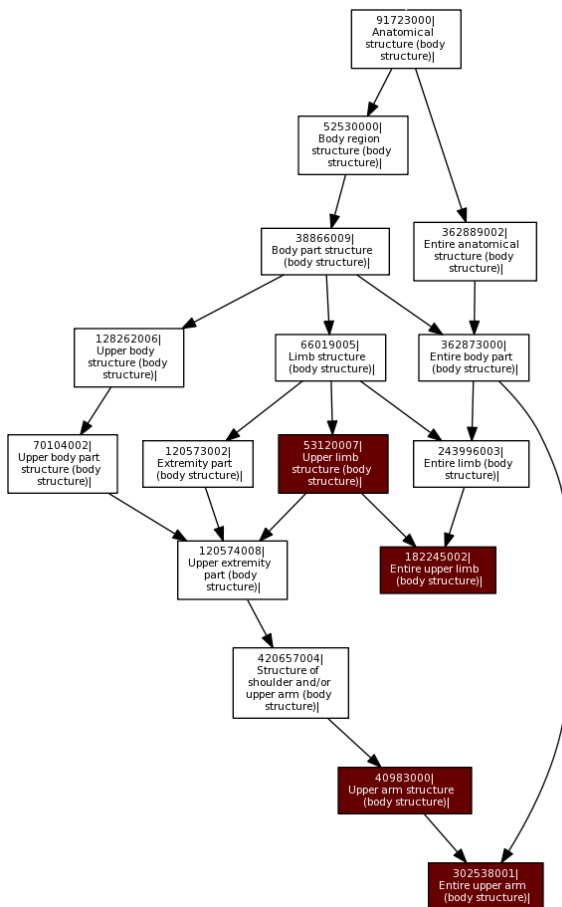 91723000|
Anatomical
structure (body
structure)|
52530000|
Body region
structure (body
structure)|
38866009|
Body part structure
(body structure)|
362889002|
Entire anatomical
structure (body
structure)|
128262006|
Upper body
structure (body
structure)|
66019005|
Limb structure
(body structure)|
362873000|
Entire body part
(body structure)|
70104002|
Upper body part
structure (body
structure)|
120573002|
Extremity part
(body structure)|
53120007|
Upper limb
structure (body
structure)|
243996003|
Entire limb (body
structure)|
120574008|
Upper extremity
part (body
structure)|
182245002|
Entire upper limb
(body structure)|
420657004|
Structure of
shoulder and/or
upper arm (body
structure)|
40983000|
Upper arm structure
(body structure)|
302538001|
Entire upper arm
(body structure)|